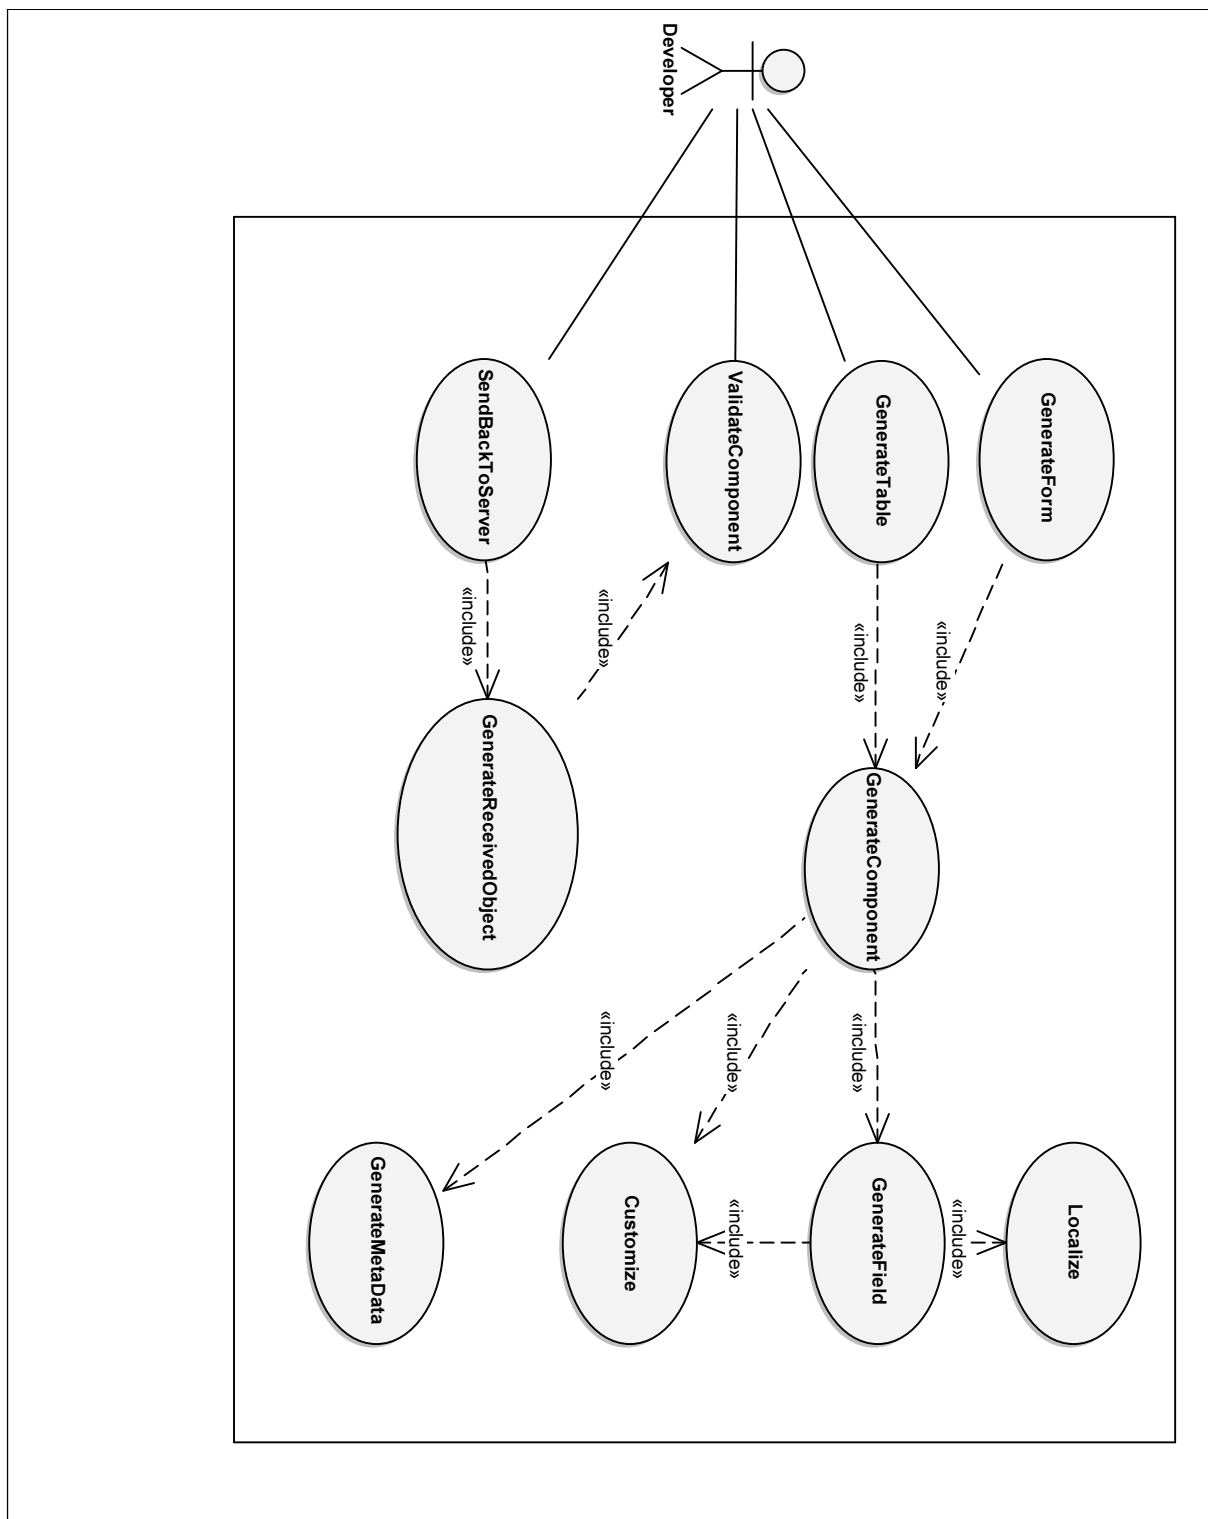 Developer
GenerateForm
GenerateTable
ValidateComponent
SendBackToServer
«include»
«include»
«include»
«include»
GenerateComponent
GenerateReceivedObject
«include»
«include»
«include»
Localize
«include»
GenerateField
«include»
Customize
GenerateMetaData